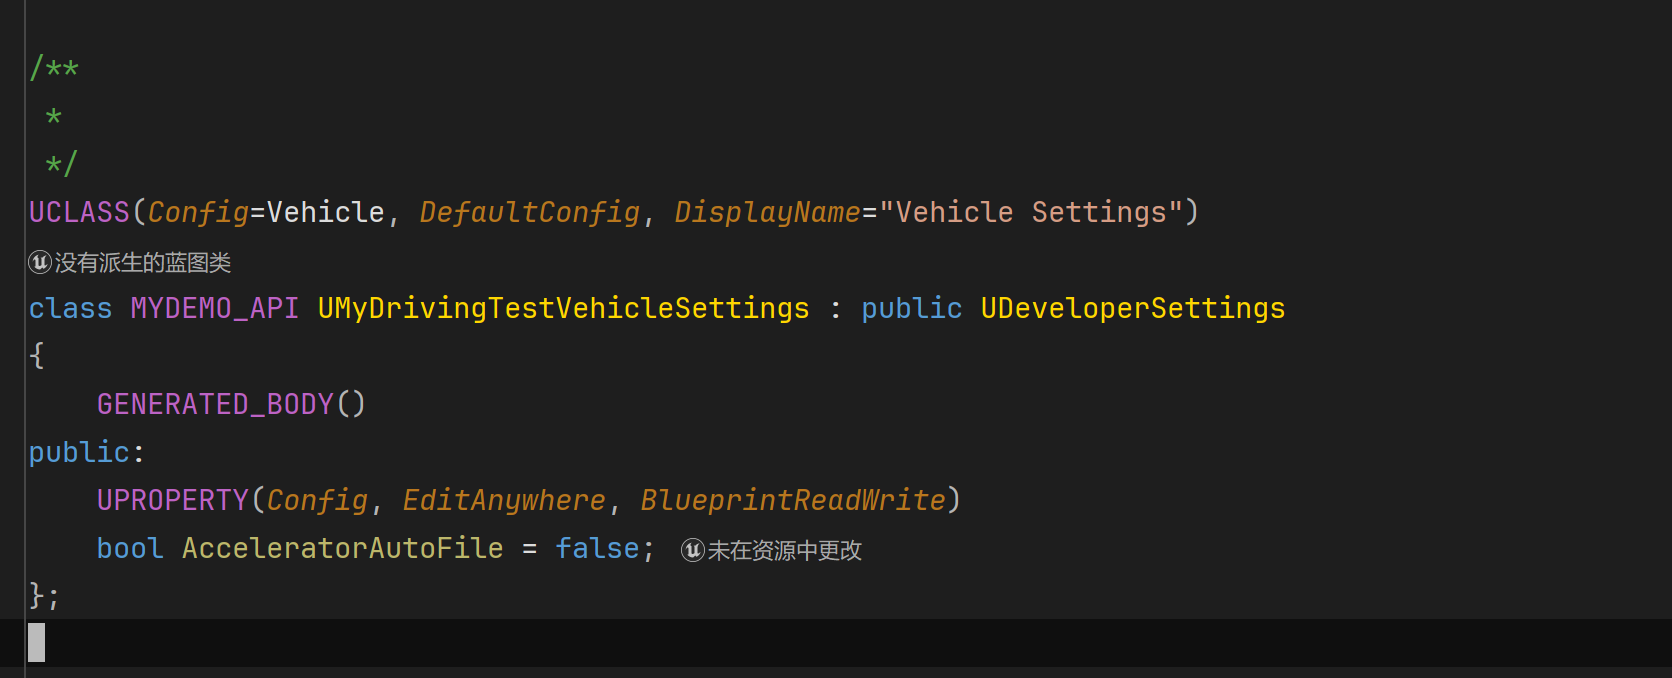 /**
 *
 */
UCLASS(Config=Vehicle, DefaultConfig, DisplayName="Vehicle Settings")
没有派生的蓝图类
class MYDEMO_API UMyDrivingTestVehicleSettings : public UDeveloperSettings
{
    GENERATED_BODY()
public:
    UPROPERTY(Config, EditAnywhere, BlueprintReadWrite)
    bool AcceleratorAutoFile = false; 未在资源中更改
};